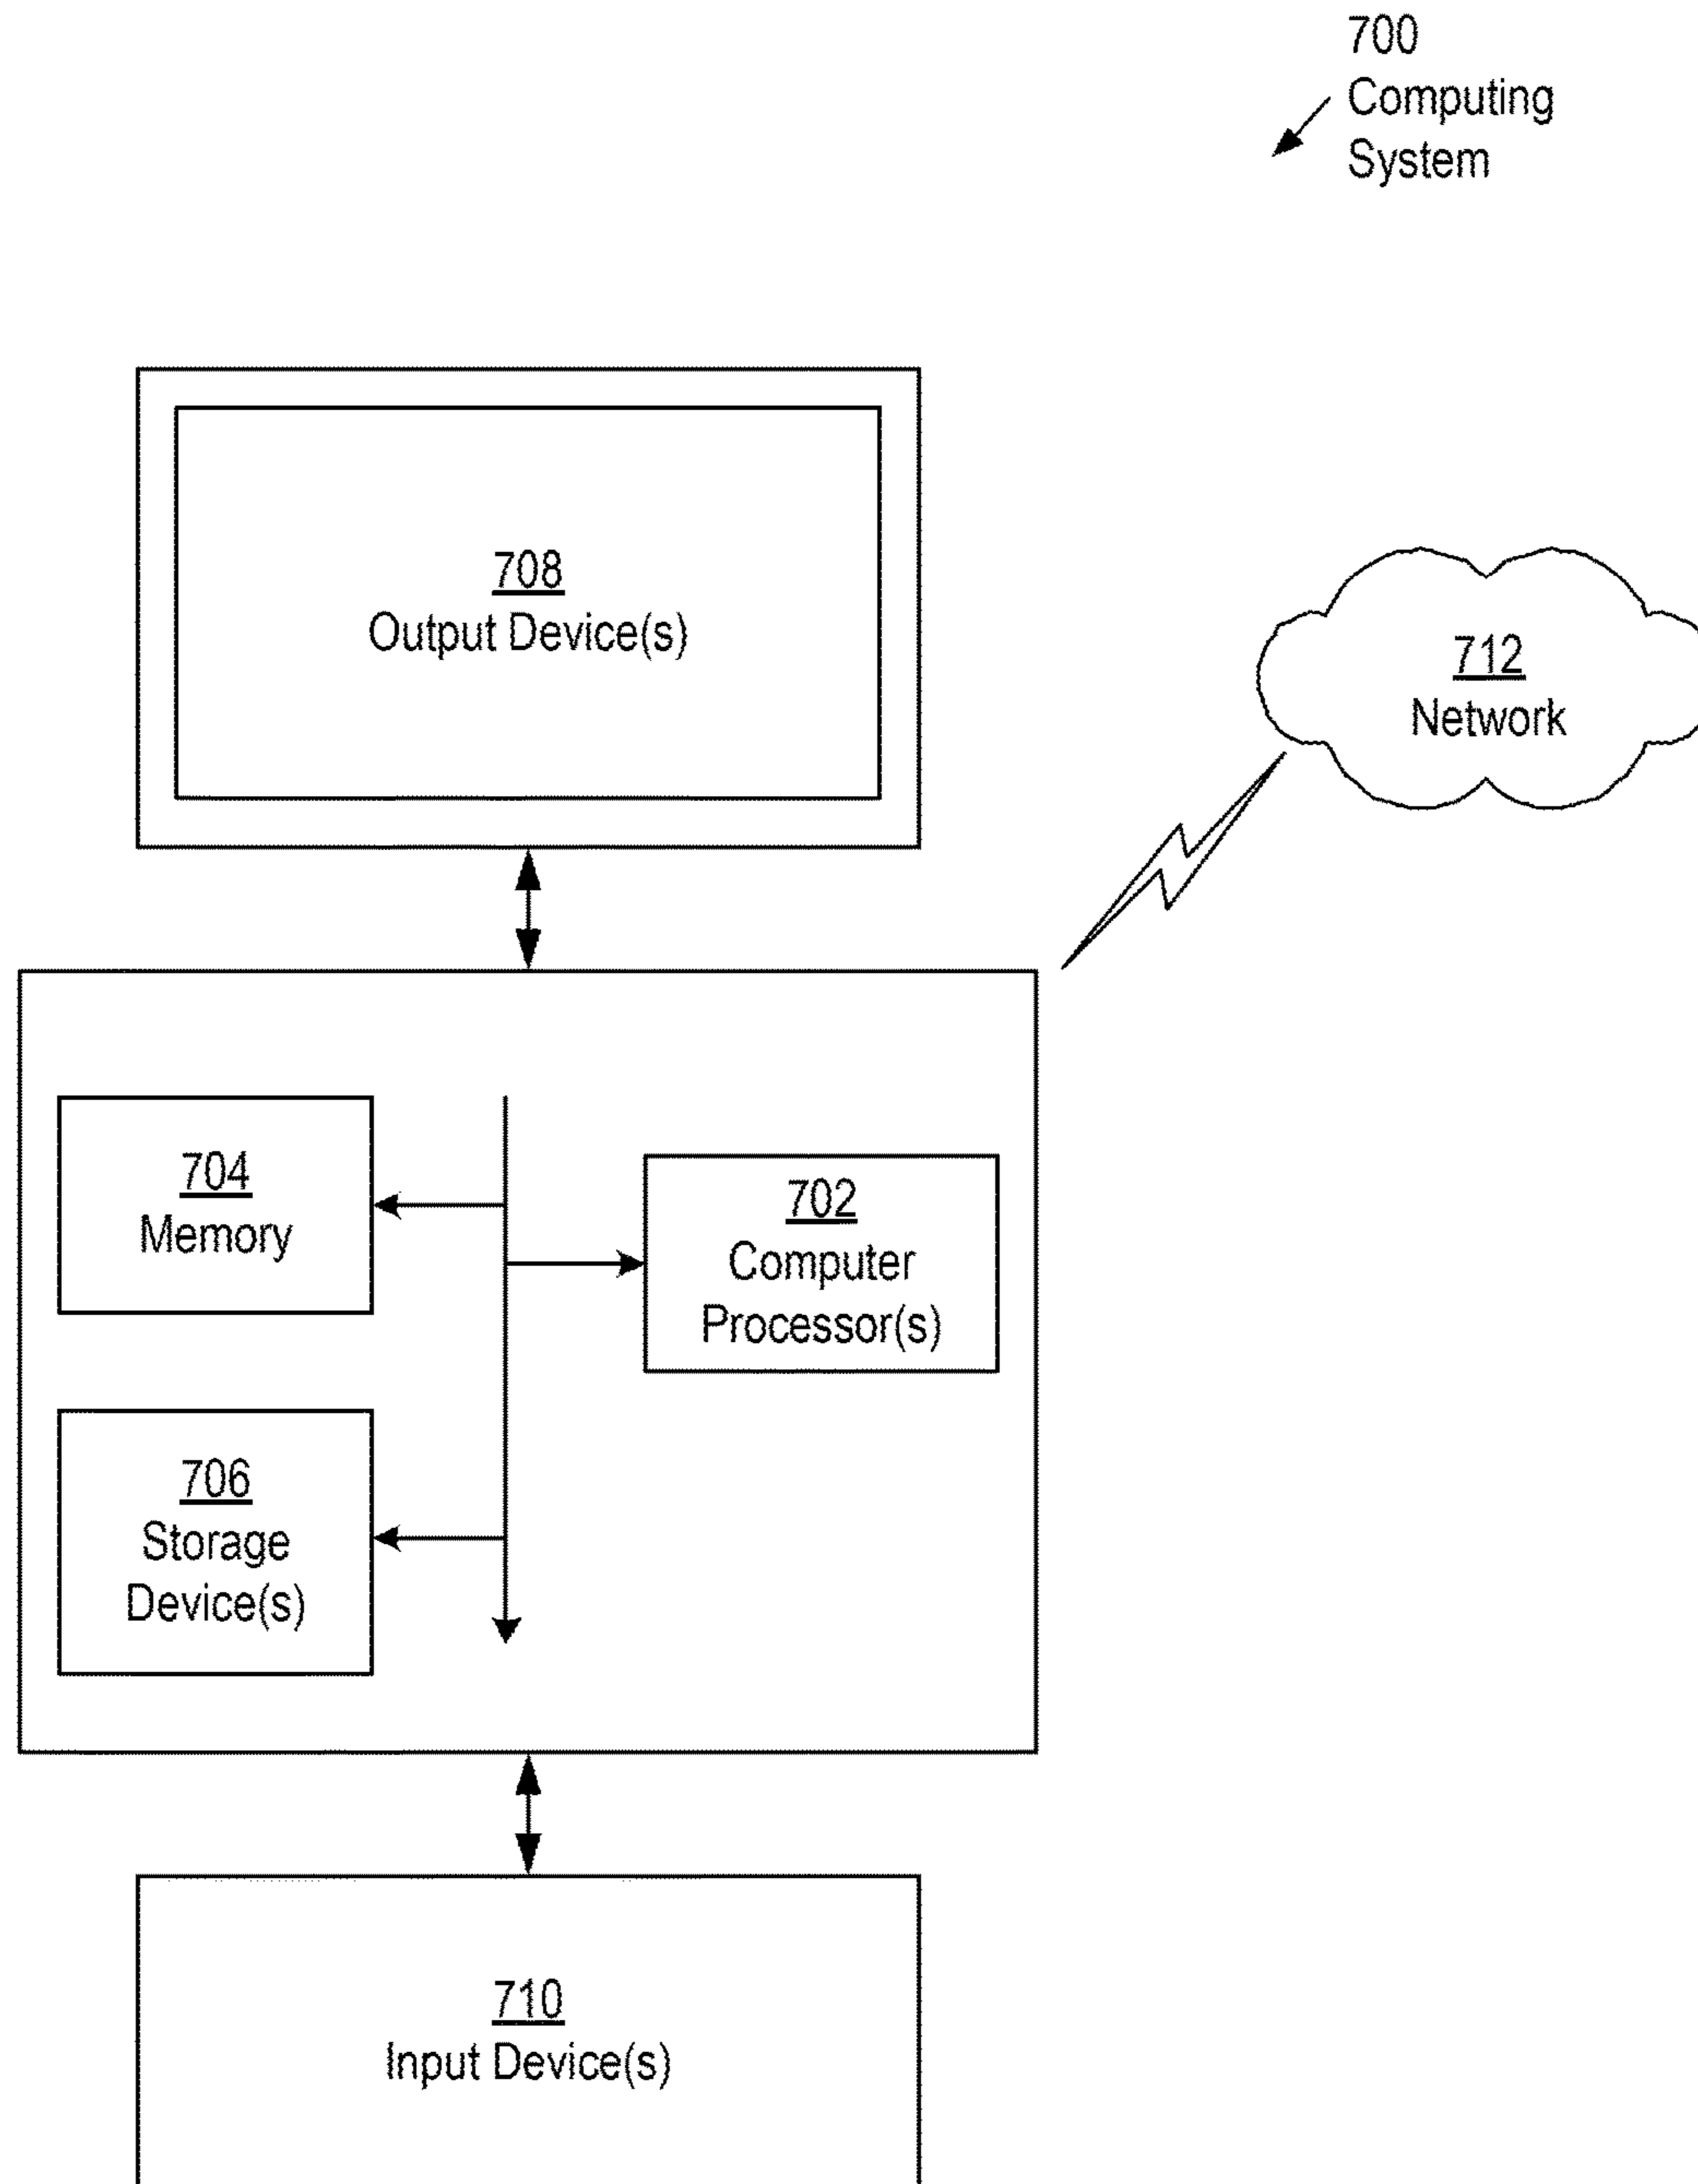 700
Computing
System
708
Output Device(s)
712
Network
704
Memory
702
Computer
Processor(s)
706
Storage
Device(s)
710
Input Device(s)